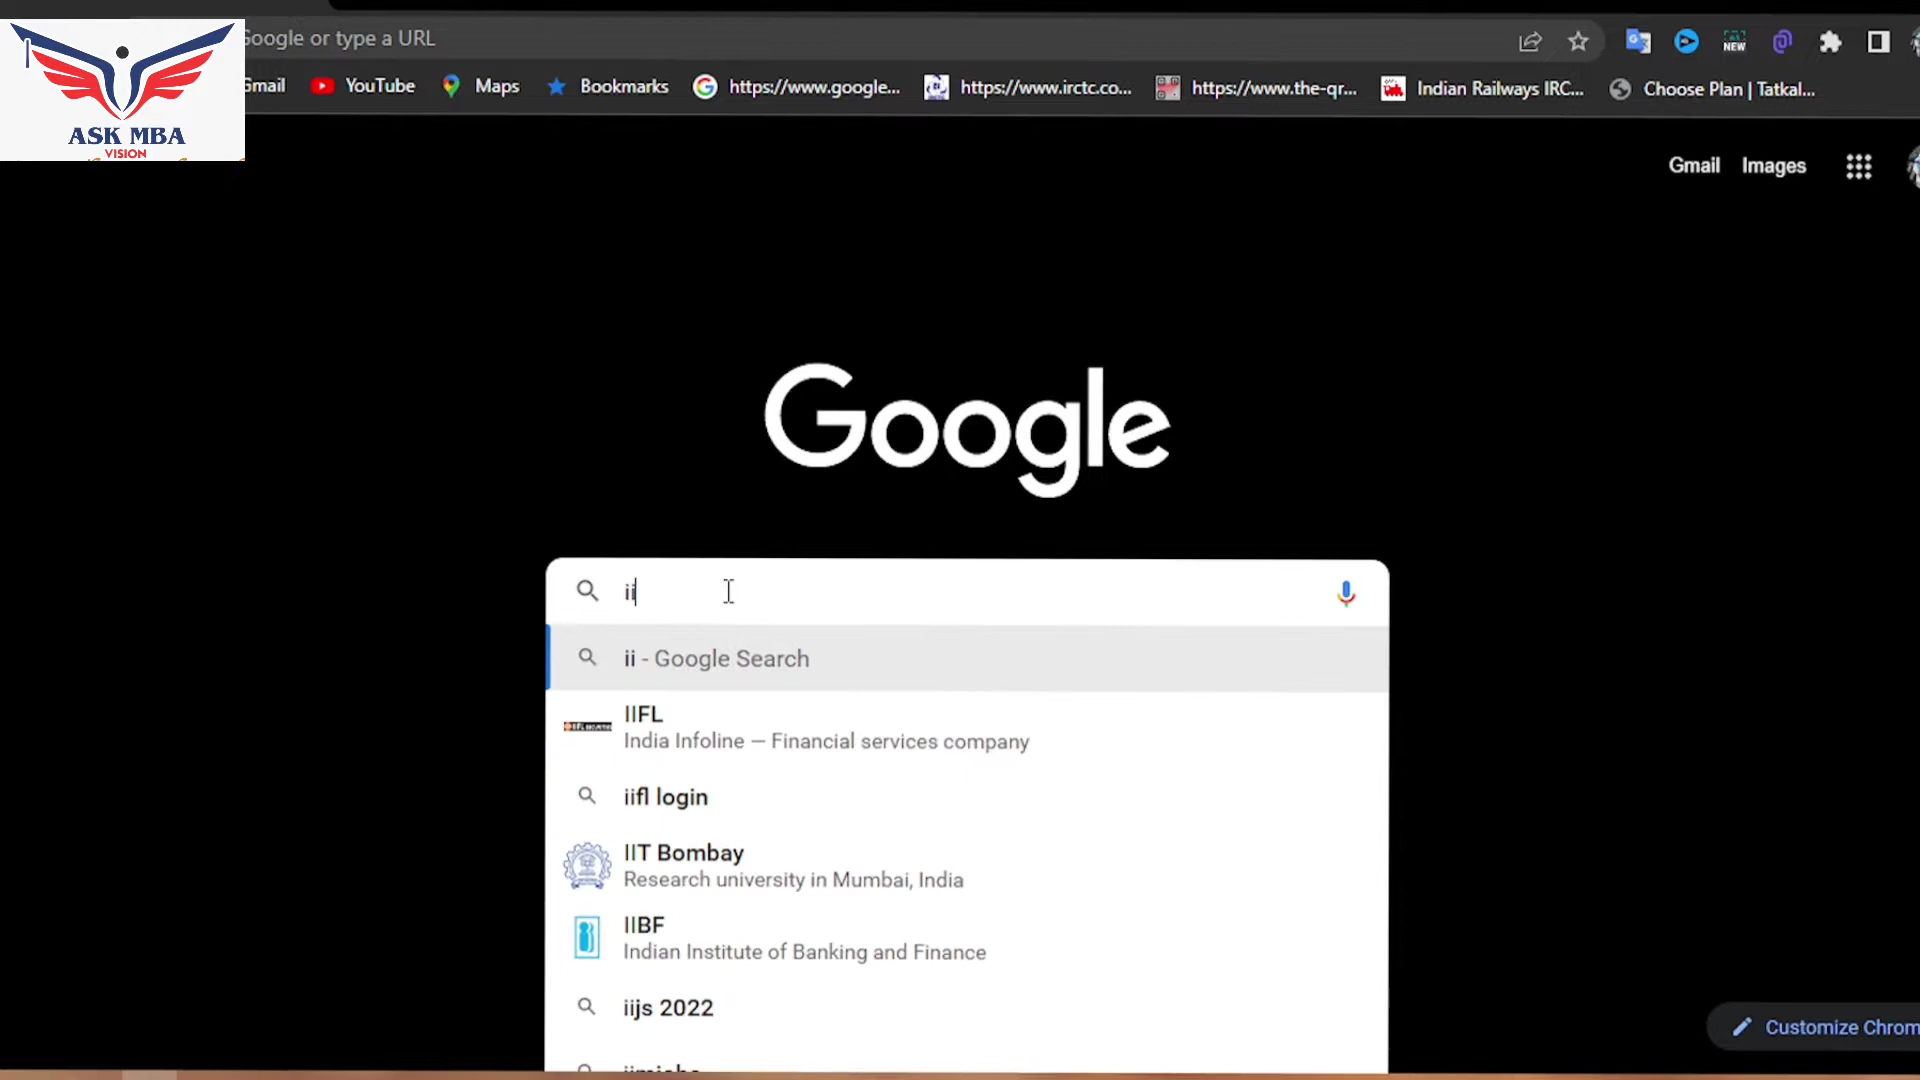 Google or type a URL
Gmail
YouTube
Maps
Bookmarks
https://www.google...
https://www.irctc.co...
https://www.the-qr...
Indian Railways IRC...
Choose Plan | Tatkal...
NEW
ASK MBA
VISION
Gmail
Images
Google
ii
ii - Google Search
IIFL
India Infoline — Financial services company
iifl login
IIT Bombay
Research university in Mumbai, India
IIBF
Indian Institute of Banking and Finance
iijs 2022
Customize Chrom